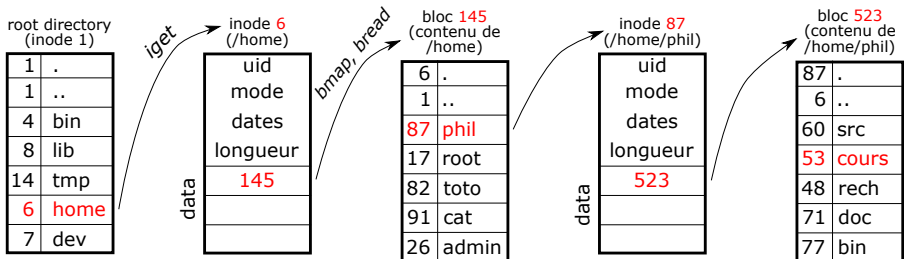 root directory
(inode 1)
1 .
1 ..
4 bin
8 lib
14 tmp
6 home
7 dev
iget
inode 6
(/home)
uid
mode
dates
longueur
145
data
bmap, bread
bloc 145
(contenu de
/home)
6 .
1 ..
87 phil
17 root
82 toto
91 cat
26 admin
inode 87
(/home/phil)
uid
mode
dates
longueur
523
data
bloc 523
(contenu de
/home/phil)
87 .
6 ..
60 src
53 cours
48 rech
71 doc
77 bin